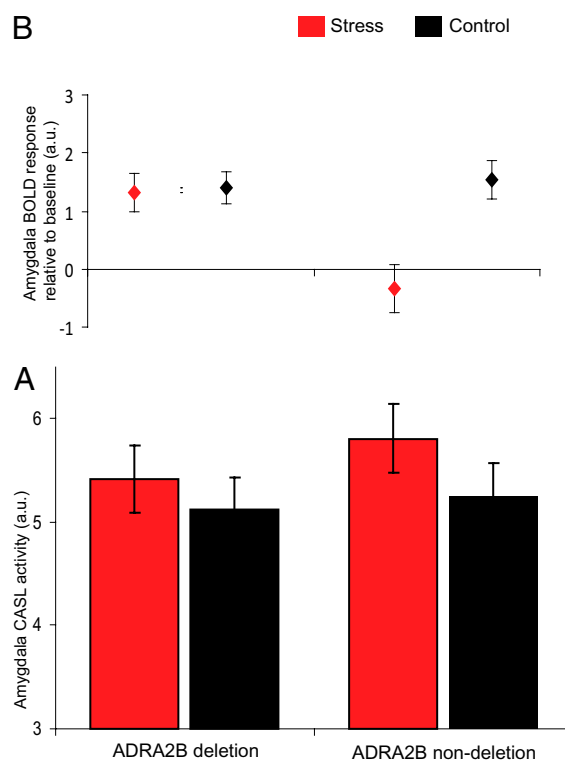 B
Stress
Control
Amygdala BOLD response
relative to baseline (a.u.)
3
2
1
0
-1
A
Amygdala CASL activity (a.u.)
6
5
4
3
ADRA2B deletion
ADRA2B non-deletion